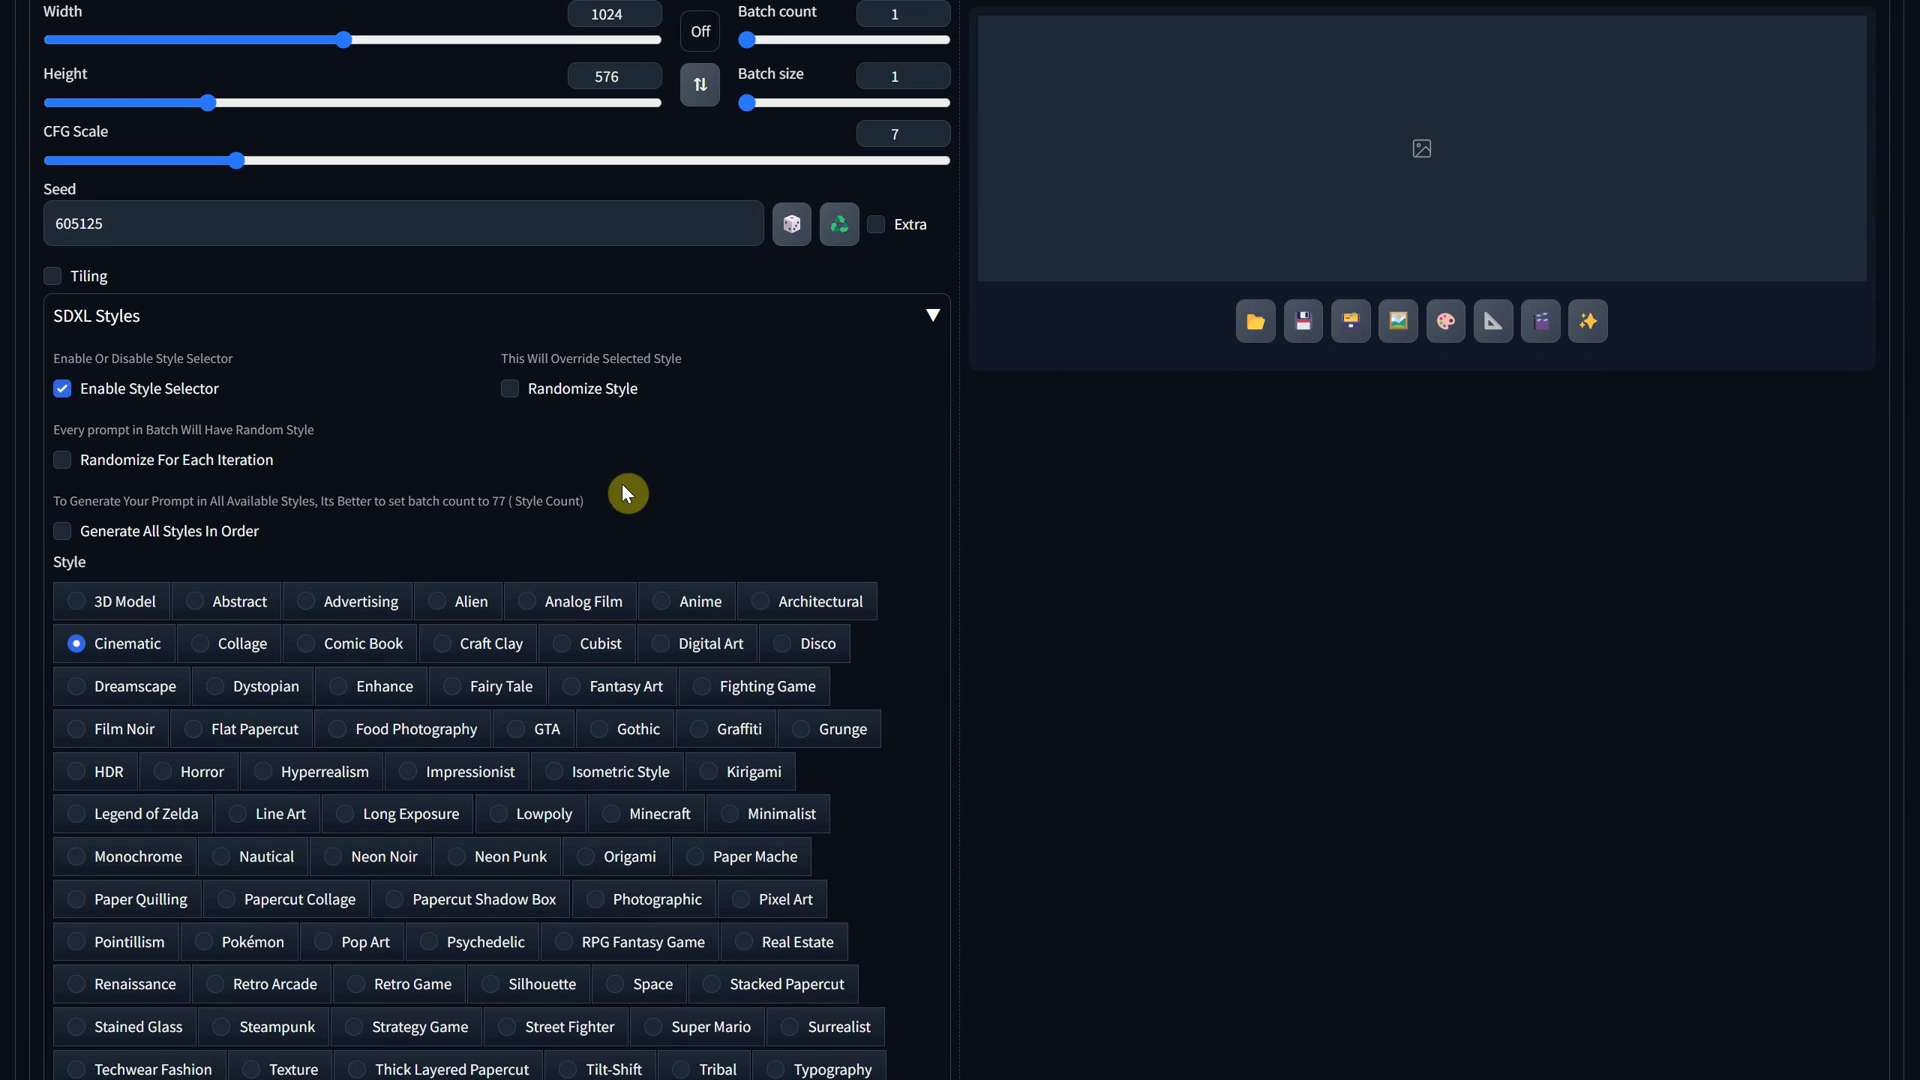 Width 1024 Off Batch count 1
Height 576 Batch size 1
CFG Scale 7
Seed
605125 Extra
Tiling
SDXL Styles
Enable Or Disable Style Selector This Will Override Selected Style
Enable Style Selector Randomize Style
Every prompt in Batch Will Have Random Style
Randomize For Each Iteration
To Generate Your Prompt in All Available Styles, Its Better to set batch count to 77 ( Style Count)
Generate All Styles In Order
Style
3D Model Abstract Advertising Alien Analog Film Anime Architectural
Cinematic Collage Comic Book Craft Clay Cubist Digital Art Disco
Dreamscape Dystopian Enhance Fairy Tale Fantasy Art Fighting Game
Film Noir Flat Papercut Food Photography GTA Gothic Graffiti Grunge
HDR Horror Hyperrealism Impressionist Isometric Style Kirigami
Legend of Zelda Line Art Long Exposure Lowpoly Minecraft Minimalist
Monochrome Nautical Neon Noir Neon Punk Origami Paper Mache
Paper Quilling Papercut Collage Papercut Shadow Box Photographic Pixel Art
Pointillism Pokémon Pop Art Psychedelic RPG Fantasy Game Real Estate
Renaissance Retro Arcade Retro Game Silhouette Space Stacked Papercut
Stained Glass Steampunk Strategy Game Street Fighter Super Mario Surrealist
Techwear Fashion Texture Thick Layered Papercut Tilt-Shift Tribal Typography